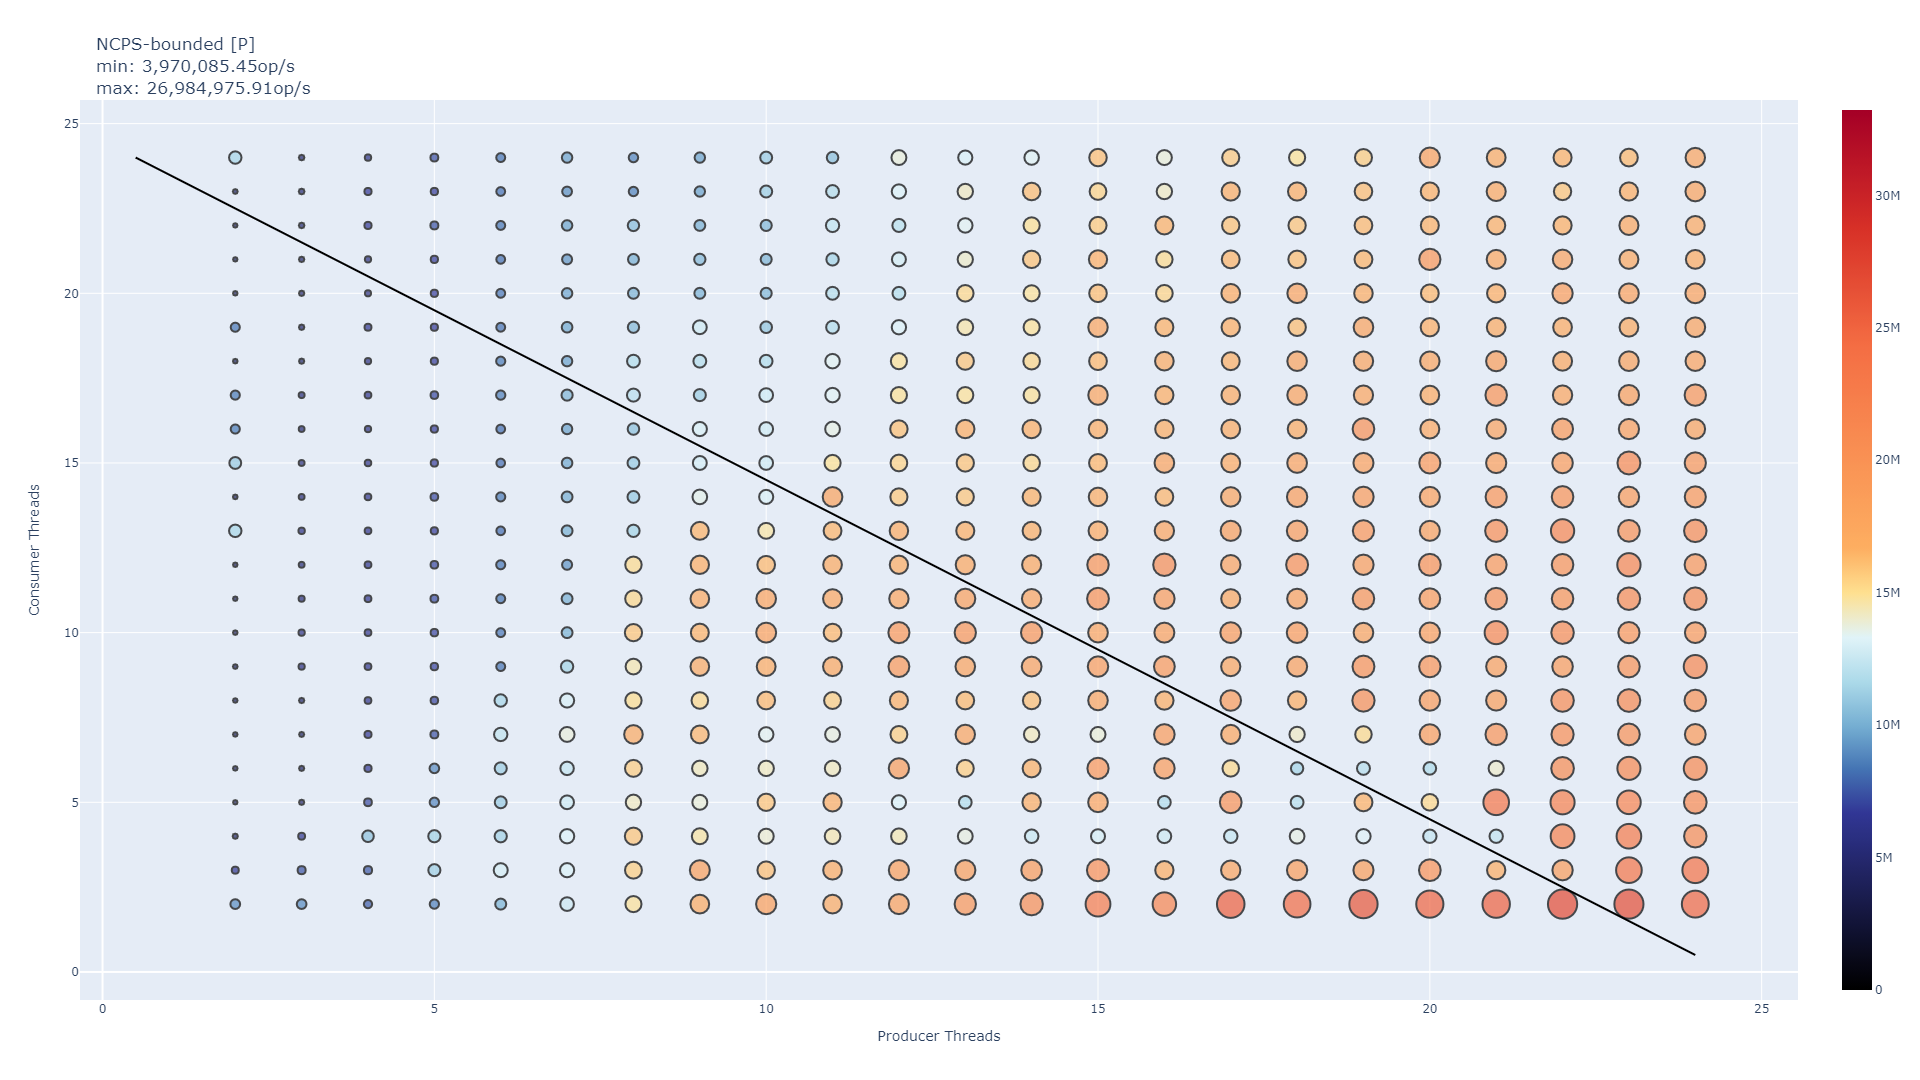 NCPS-bounded [P]
min: 3,970,085.45op/s
max: 26,984,975.91op/s
25
20
15
10
5
0
Consumer Threads
0
5
10
15
20
25
Producer Threads
30M
25M
20M
15M
10M
5M
0